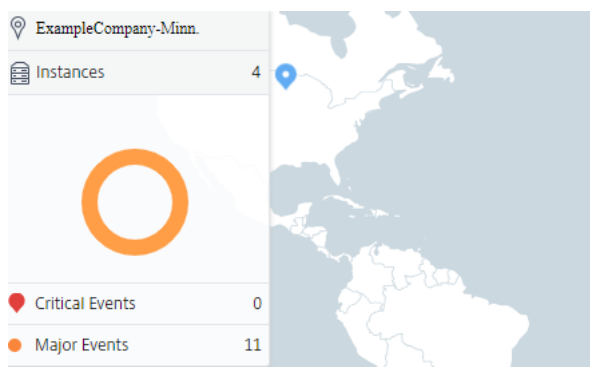 ExampleCompany-Minn.
Instances 4
Critical Events 0
Major Events 11